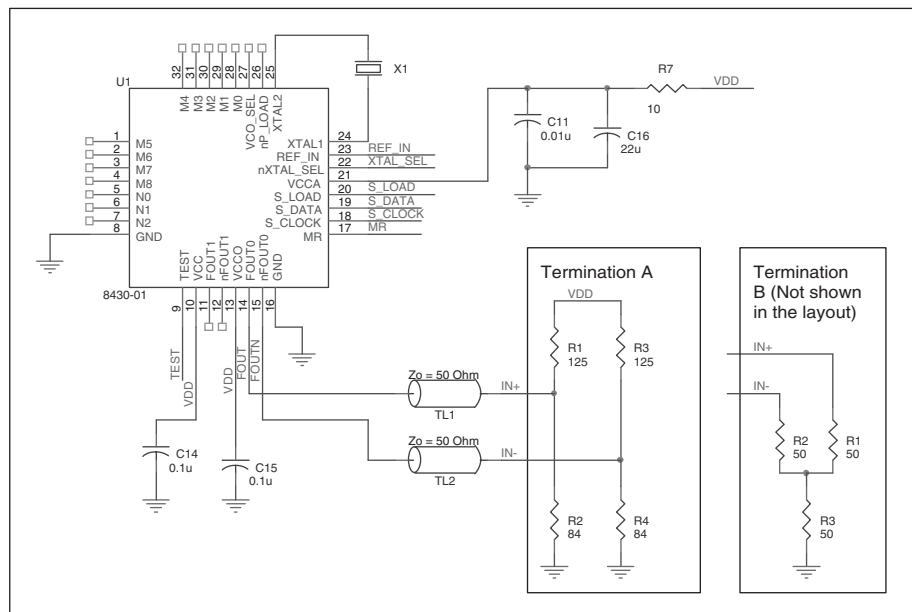 U1
32
31
30
29
28
27
26
25
M4
M3
M2
M1
M0
VCO_SEL
nP_LOAD
XTAL2
X1
R7
10
VDD
C11
0.01u
C16
22u
1 M5
2 M6
3 M7
4 M8
5 N0
6 N1
7 N2
8 GND
XTAL1 24
REF_IN 23 REF_IN
nXTAL_SEL 22 XTAL_SEL
VCCA 21
S_LOAD 20 S_LOAD
S_DATA 19 S_DATA
S_CLOCK 18 S_CLOCK
MR 17 MR
TEST
VCC
FOUT1
nFOUT1
VCCO
FOUT0
nFOUT0
GND
8430-01
9
10
11
12
13
14
15
16
TEST
VDD
VDD
FOUT
FOUTN
C14
0.1u
C15
0.1u
Zo = 50 Ohm
TL1
IN+
Zo = 50 Ohm
TL2
IN-
Termination A
VDD
R1
125
R3
125
R2
84
R4
84
Termination
B (Not shown
in the layout)
IN+
IN-
R2
50
R1
50
R3
50